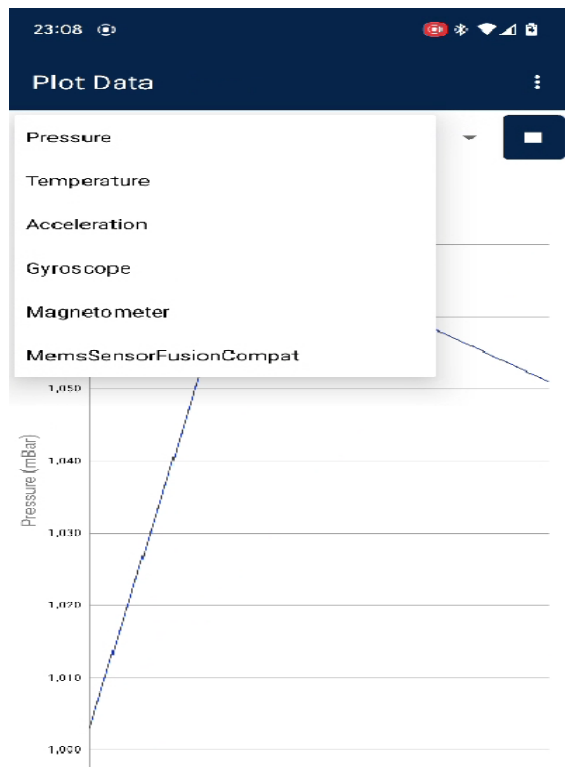 23:08
Plot Data
Pressure
Temperature
Acceleration
Gyroscope
Magnetometer
MemsSensorFusionCompat
1,050
1,040
1,030
1,020
1,010
1,000
Pressure (mBar)